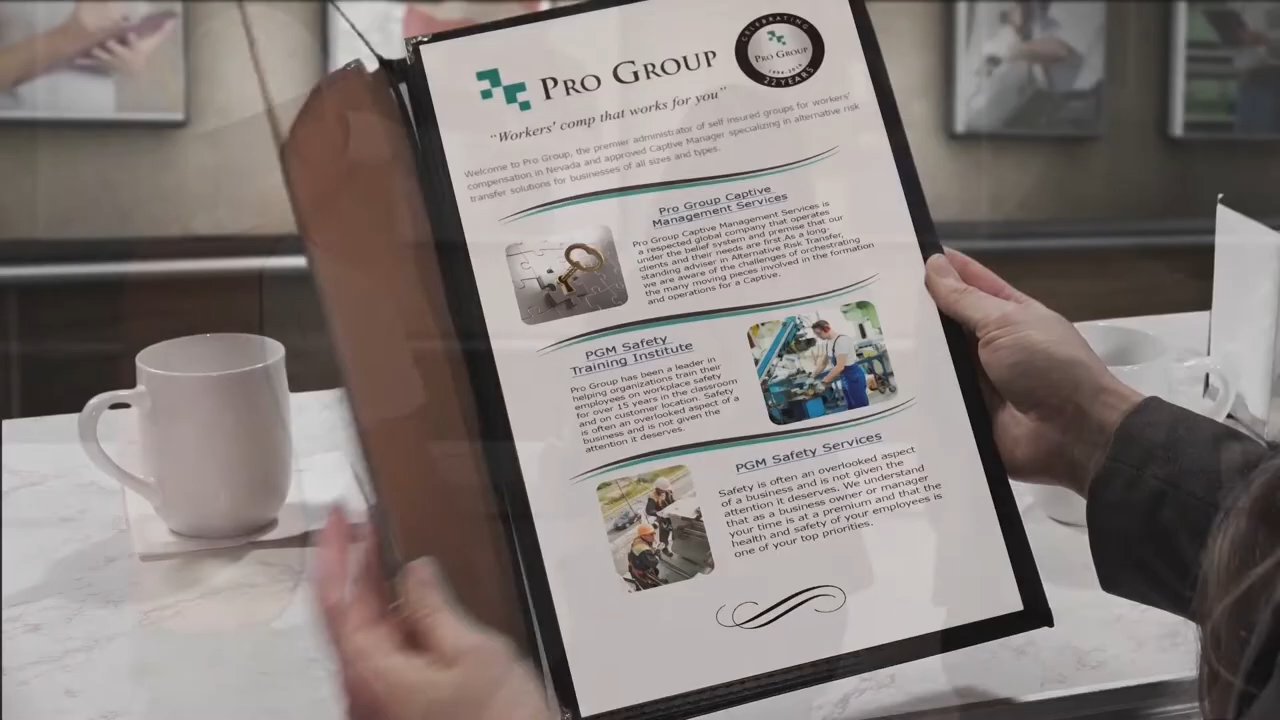 PRO GROUP
CELEBRATING
PRO GROUP
1994-2016
22 YEARS
“Workers' comp that works for you”
Welcome to Pro Group, the premier administrator of self insured groups for workers'
compensation in Nevada and approved Captive Manager specializing in alternative risk
transfer solutions for businesses of all sizes and types.
Pro Group Captive
Management Services
Pro Group Captive Management Services is
a respected global company that operates
under the belief system and premise that our
clients and their needs are first.As a long-
standing adviser in Alternative Risk Transfer,
we are aware of the challenges of orchestrating
the many moving pieces involved in the formation
and operations for a Captive.
PGM Safety
Training Institute
Pro Group has been a leader in
helping organizations train their
employees on workplace safety
for over 15 years in the classroom
and on customer location. Safety
is often an overlooked aspect of a
business and is not given the
attention it deserves.
PGM Safety Services
Safety is often an overlooked aspect
of a business and is not given the
attention it deserves. We understand
that as a business owner or manager
your time is at a premium and that the
health and safety of your employees is
one of your top priorities.